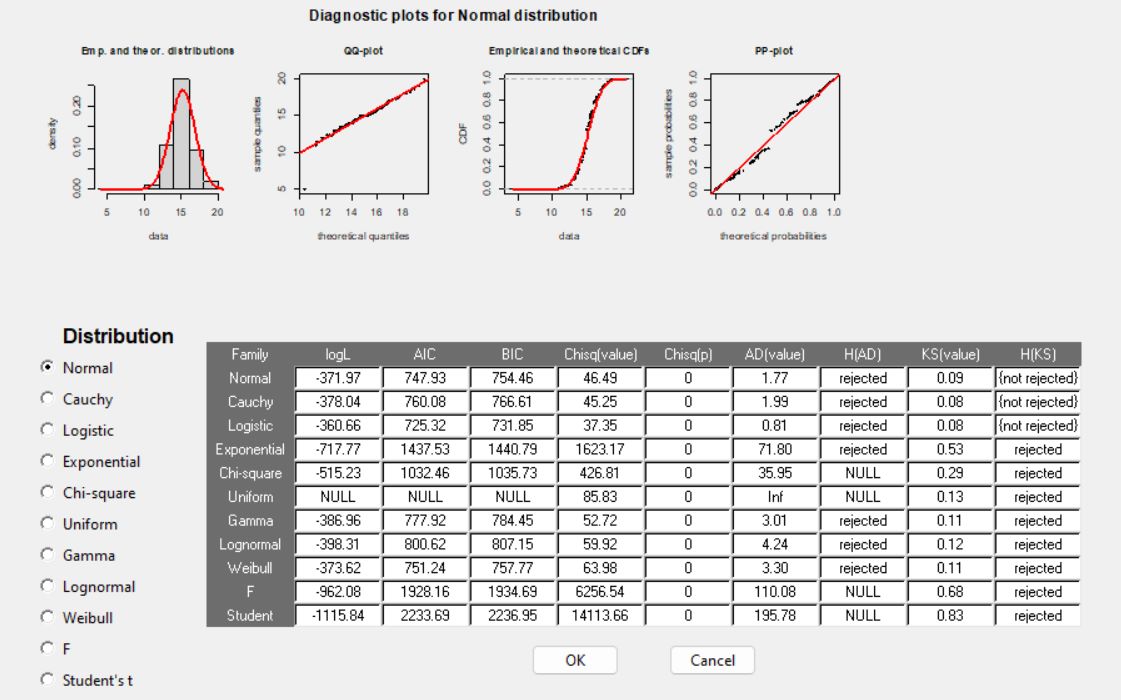 Diagnostic plots for Normal distribution
Emp. and theor. distributions
QQ-plot
Empirical and theoretical CDFs
PP-plot
density
0.00 0.10 0.20
5 10 15 20
data
sample quantiles
5 10 15 20
10 12 14 16 18
theoretical quantiles
CDF
0.0 0.2 0.4 0.6 0.8 1.0
5 10 15 20
data
sample probabilities
0.0 0.2 0.4 0.6 0.8 1.0
0.0 0.2 0.4 0.6 0.8 1.0
theoretical probabilities
Distribution
Normal
Cauchy
Logistic
Exponential
Chi-square
Uniform
Gamma
Lognormal
Weibull
F
Student's t
Family logL AIC BIC Chisq(value) Chisq(p) AD(value) H(AD) KS(value) H(KS)
Normal -371.97 747.93 754.46 46.49 0 1.77 rejected 0.09 {not rejected}
Cauchy -378.04 760.08 766.61 45.25 0 1.99 rejected 0.08 {not rejected}
Logistic -360.66 725.32 731.85 37.35 0 0.81 rejected 0.08 {not rejected}
Exponential -717.77 1437.53 1440.79 1623.17 0 71.80 rejected 0.53 rejected
Chi-square -515.23 1032.46 1035.73 426.81 0 35.95 NULL 0.29 rejected
Uniform NULL NULL NULL 85.83 0 Inf NULL 0.13 rejected
Gamma -386.96 777.92 784.45 52.72 0 3.01 rejected 0.11 rejected
Lognormal -398.31 800.62 807.15 59.92 0 4.24 rejected 0.12 rejected
Weibull -373.62 751.24 757.77 63.98 0 3.30 rejected 0.11 rejected
F -962.08 1928.16 1934.69 6256.54 0 110.08 NULL 0.68 rejected
Student -1115.84 2233.69 2236.95 14113.66 0 195.78 NULL 0.83 rejected
OK
Cancel